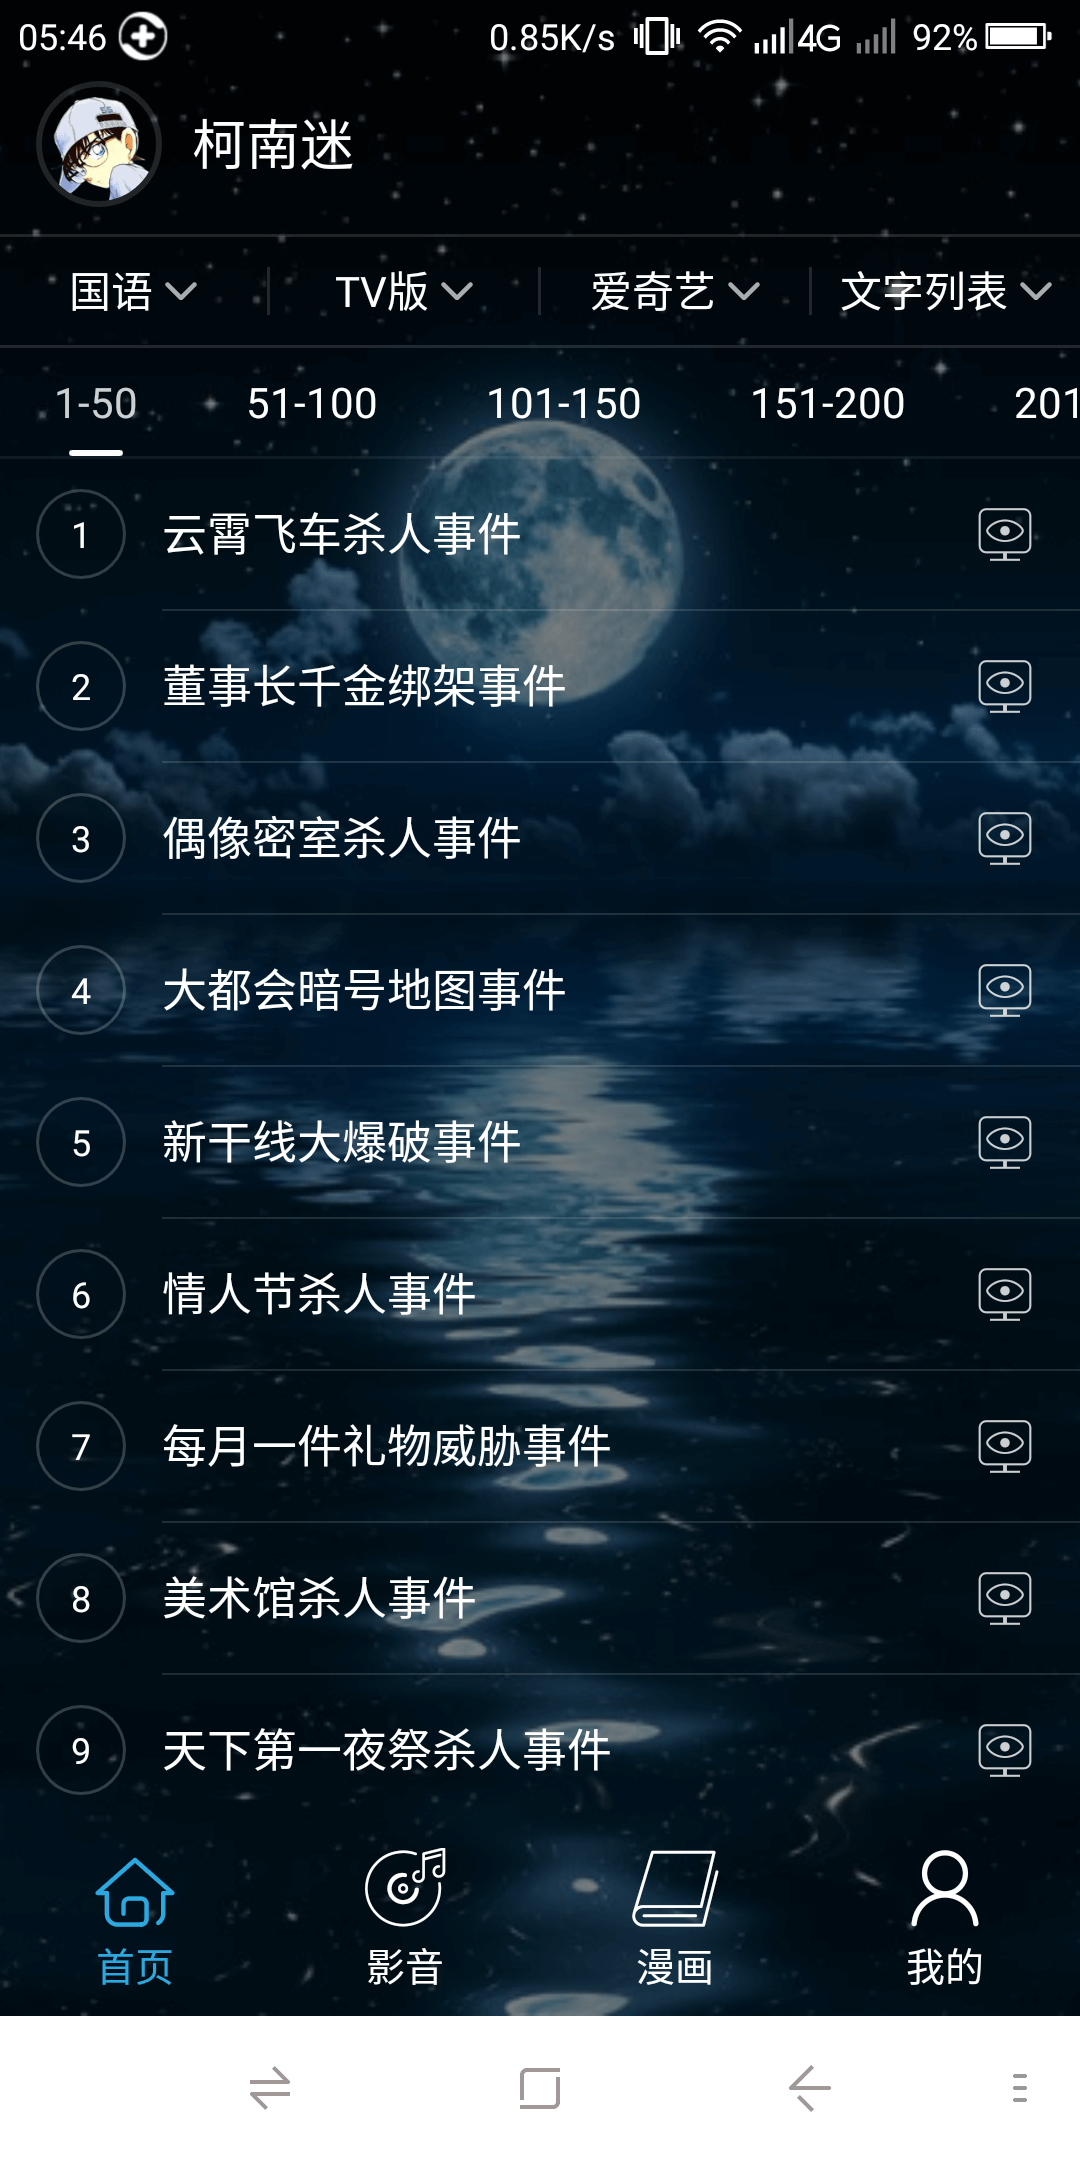 05:46 0.85K/s 4G 92%
柯南迷
国语 TV版 爱奇艺 文字列表
1-50 51-100 101-150 151-200 201
1 云霄飞车杀人事件
2 董事长千金绑架事件
3 偶像密室杀人事件
4 大都会暗号地图事件
5 新干线大爆破事件
6 情人节杀人事件
7 每月一件礼物威胁事件
8 美术馆杀人事件
9 天下第一夜祭杀人事件
首页 影音 漫画 我的